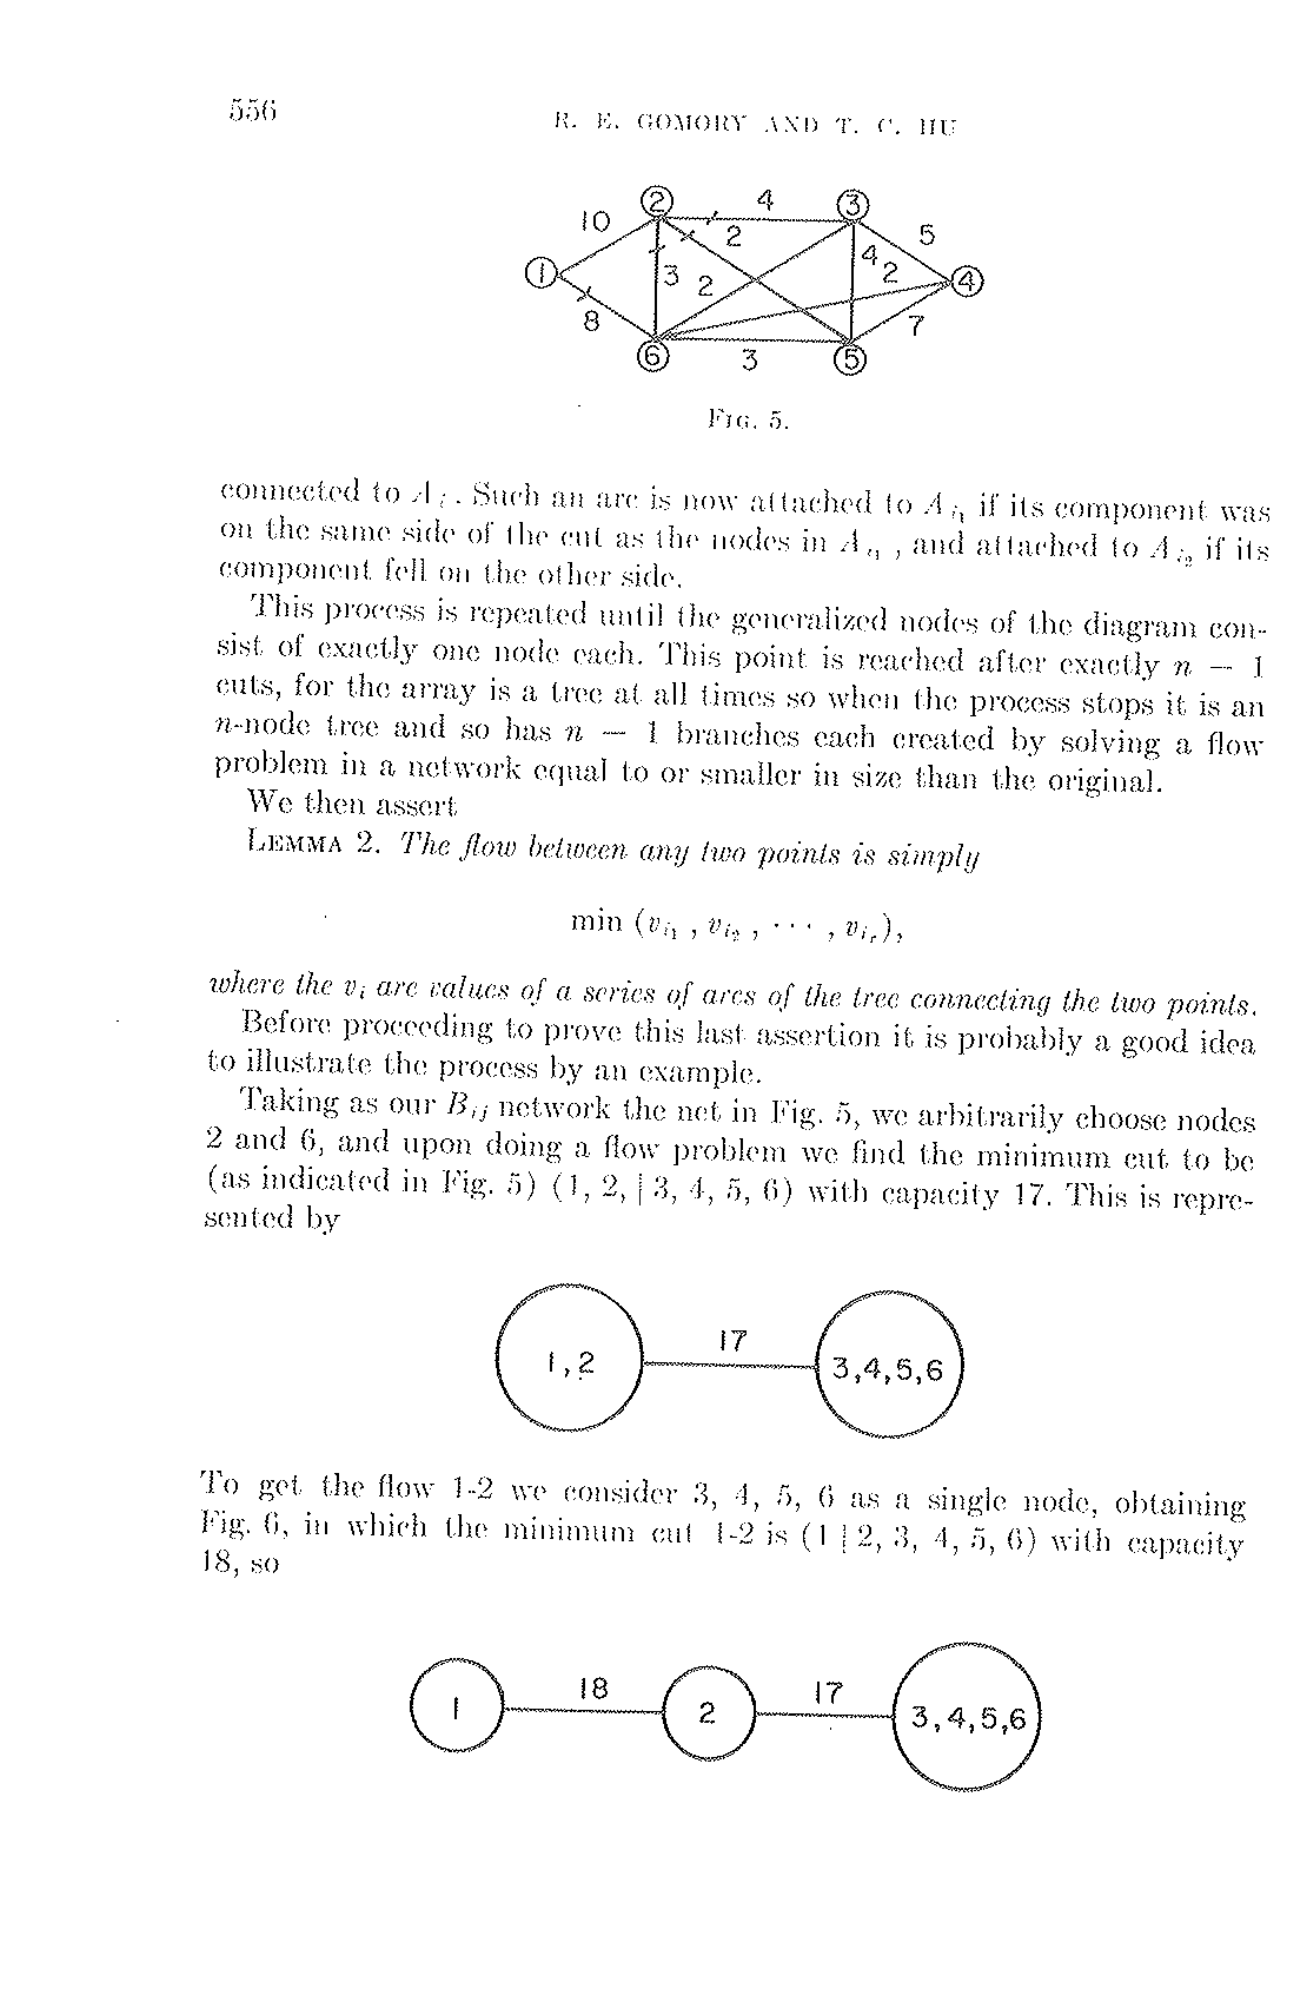 556
R. E. GOMORY AND T. C. HU
2 4 3
10 2 5
1 3 2 4 2 4
8 7
6 3 5
FIG. 5.
connected to A_i. Such an arc is now attached to A_{i_1} if its component was
on the same side of the cut as the nodes in A_{i_1}, and attached to A_{i_2} if its
component fell on the other side.
This process is repeated until the generalized nodes of the diagram con-
sist of exactly one node each. This point is reached after exactly n − 1
cuts, for the array is a tree at all times so when the process stops it is an
n-node tree and so has n − 1 branches each created by solving a flow
problem in a network equal to or smaller in size than the original.
We then assert
LEMMA 2. The flow between any two points is simply
min (v_{i_1}, v_{i_2}, ···, v_{i_r}),
where the v_i are values of a series of arcs of the tree connecting the two points.
Before proceeding to prove this last assertion it is probably a good idea
to illustrate the process by an example.
Taking as our B_{ij} network the net in Fig. 5, we arbitrarily choose nodes
2 and 6, and upon doing a flow problem we find the minimum cut to be
(as indicated in Fig. 5) (1, 2, | 3, 4, 5, 6) with capacity 17. This is repre-
sented by
1,2 17 3,4,5,6
To get the flow 1-2 we consider 3, 4, 5, 6 as a single node, obtaining
Fig. 6, in which the minimum cut 1-2 is (1 | 2, 3, 4, 5, 6) with capacity
18, so
1 18 2 17 3,4,5,6